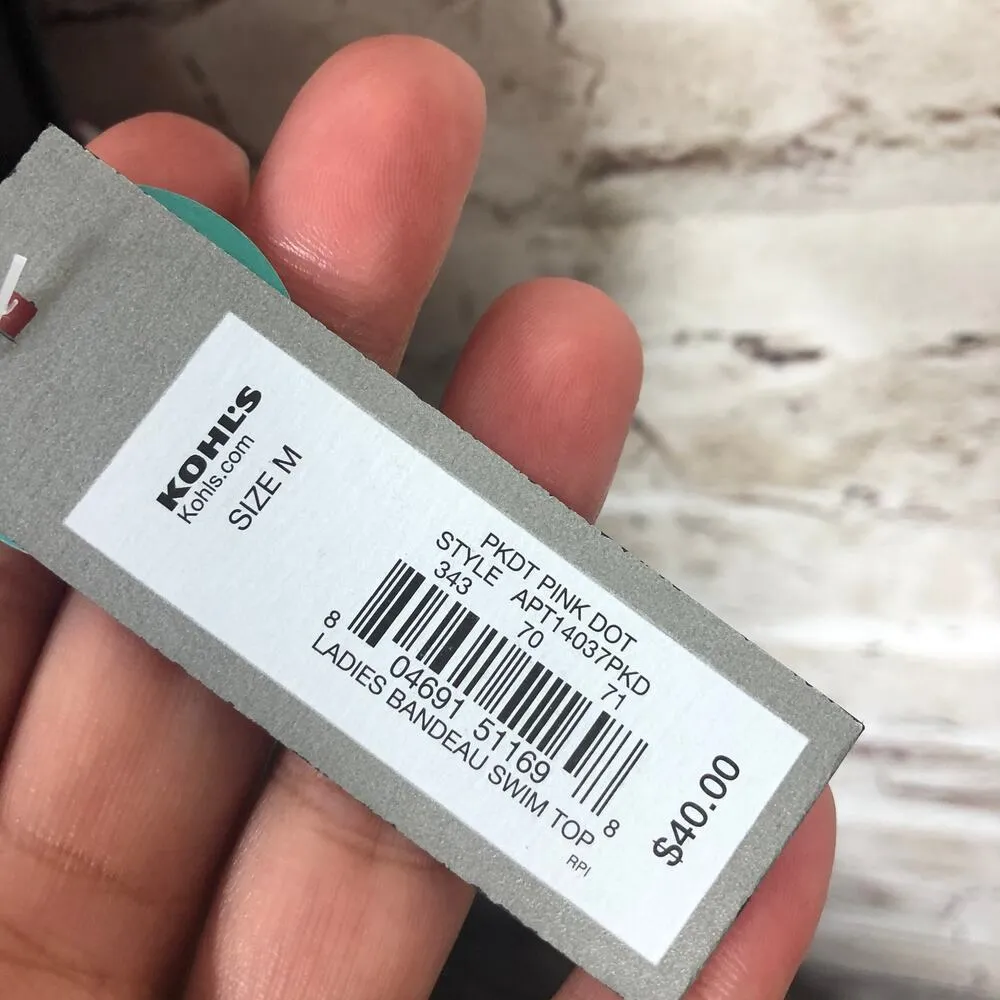 KOHL'S
Kohls.com
SIZE M
PKDT PINK DOT
STYLE APT14037PKD
343 70 71
8 04691 51169 8
LADIES BANDEAU SWIM TOP
RPI
$40.00